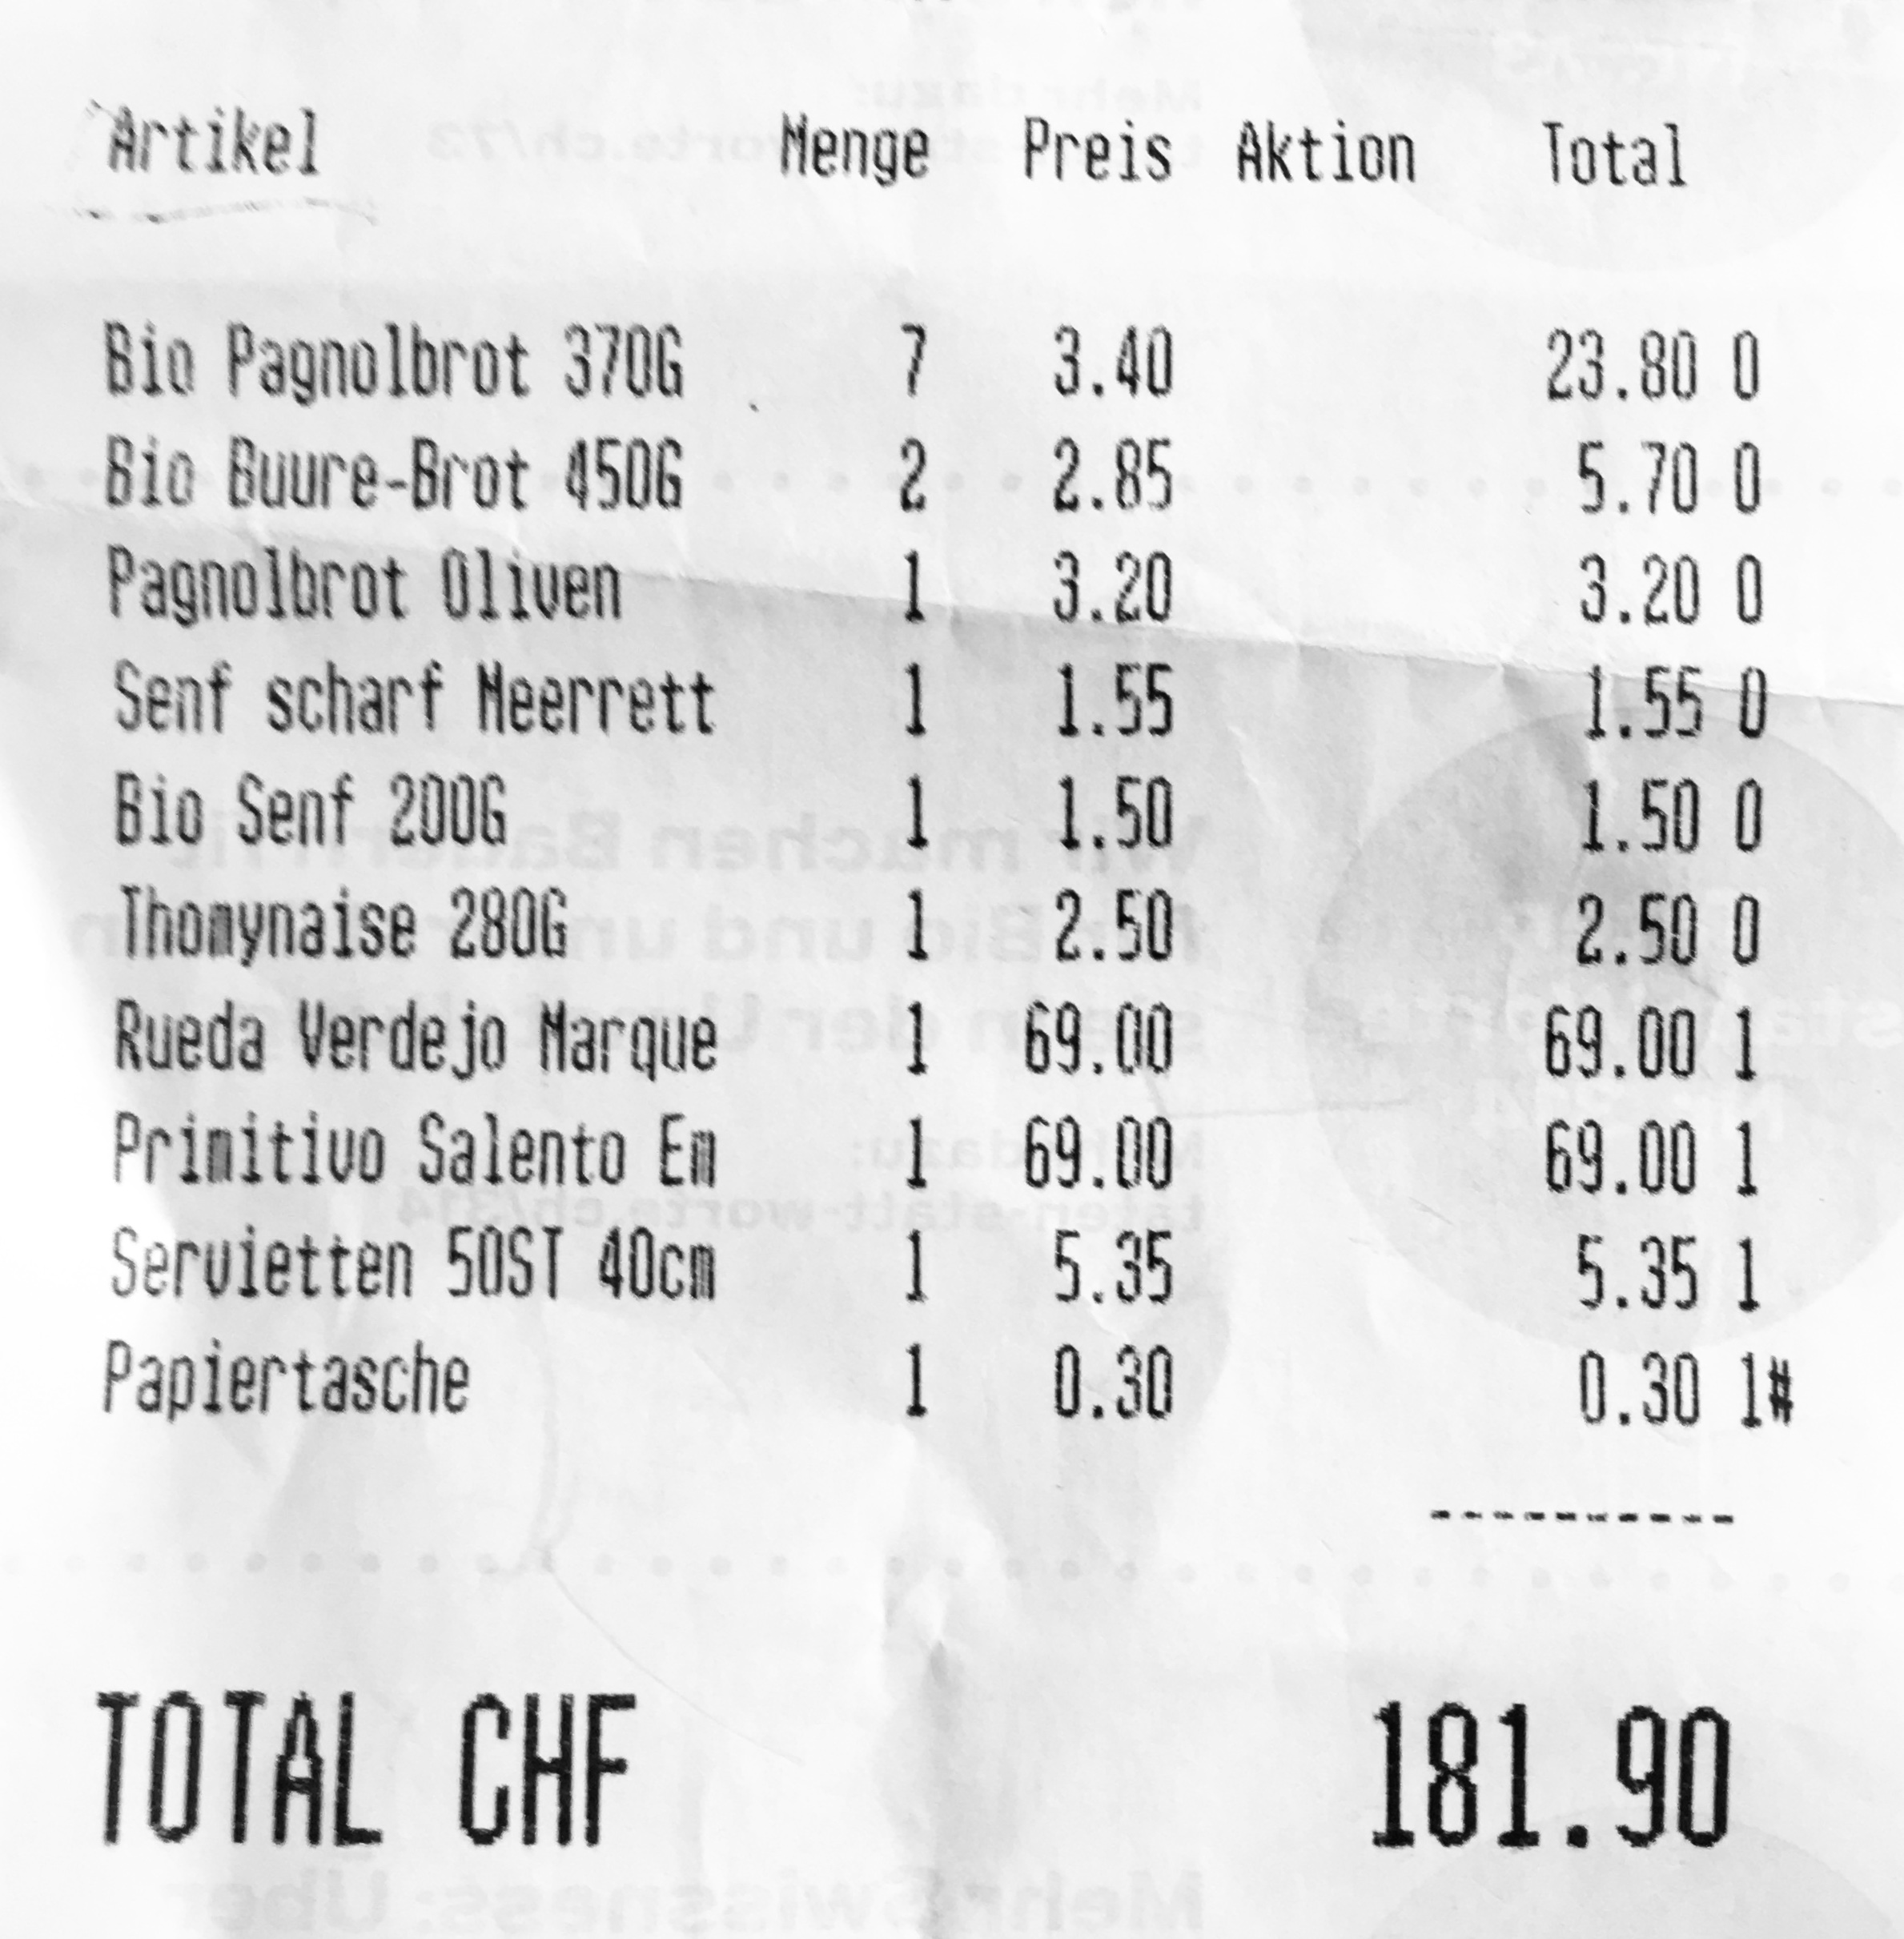 Artikel Menge Preis Aktion Total
Bio Pagnolbrot 370G 7 3.40 23.80 0
Bio Buure-Brot 450G 2 2.85 5.70 0
Pagnolbrot Oliven 1 3.20 3.20 0
Senf scharf Meerrett 1 1.55 1.55 0
Bio Senf 200G 1 1.50 1.50 0
Thomynaise 280G 1 2.50 2.50 0
Rueda Verdejo Marque 1 69.00 69.00 1
Primitivo Salento Em 1 69.00 69.00 1
Servietten 50ST 40cm 1 5.35 5.35 1
Papiertasche 1 0.30 0.30 1#
----------
TOTAL CHF 181.90